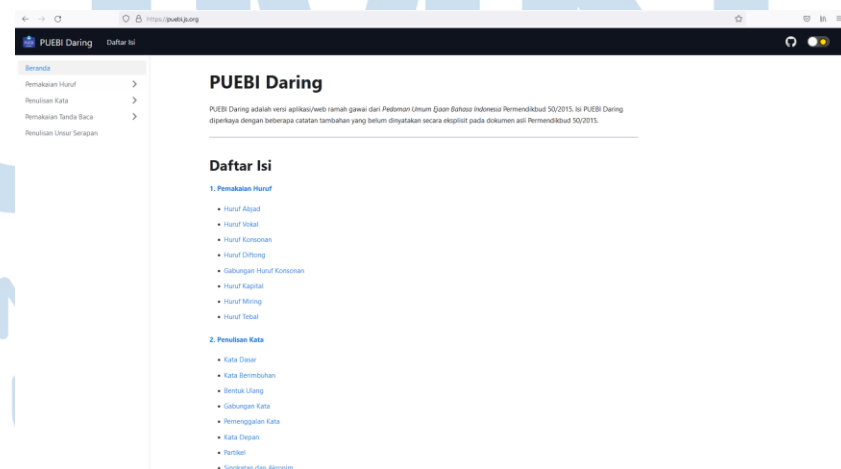 https://puebi.js.org
PUEBI Daring Daftar Isi
Beranda
Pemakaian Huruf
Penulisan Kata
Pemakaian Tanda Baca
Penulisan Unsur Serapan
PUEBI Daring
PUEBI Daring adalah versi aplikasi/web ramah gawai dari Pedoman Umum Ejaan Bahasa Indonesia Permendikbud 50/2015. Isi PUEBI Daring
diperkaya dengan beberapa catatan tambahan yang belum dinyatakan secara eksplisit pada dokumen asli Permendikbud 50/2015.
Daftar Isi
1. Pemakaian Huruf
Huruf Abjad
Huruf Vokal
Huruf Konsonan
Huruf Diftong
Gabungan Huruf Konsonan
Huruf Kapital
Huruf Miring
Huruf Tebal
2. Penulisan Kata
Kata Dasar
Kata Berimbuhan
Bentuk Ulang
Gabungan Kata
Pemenggalan Kata
Kata Depan
Partikel
Singkatan dan Akronim